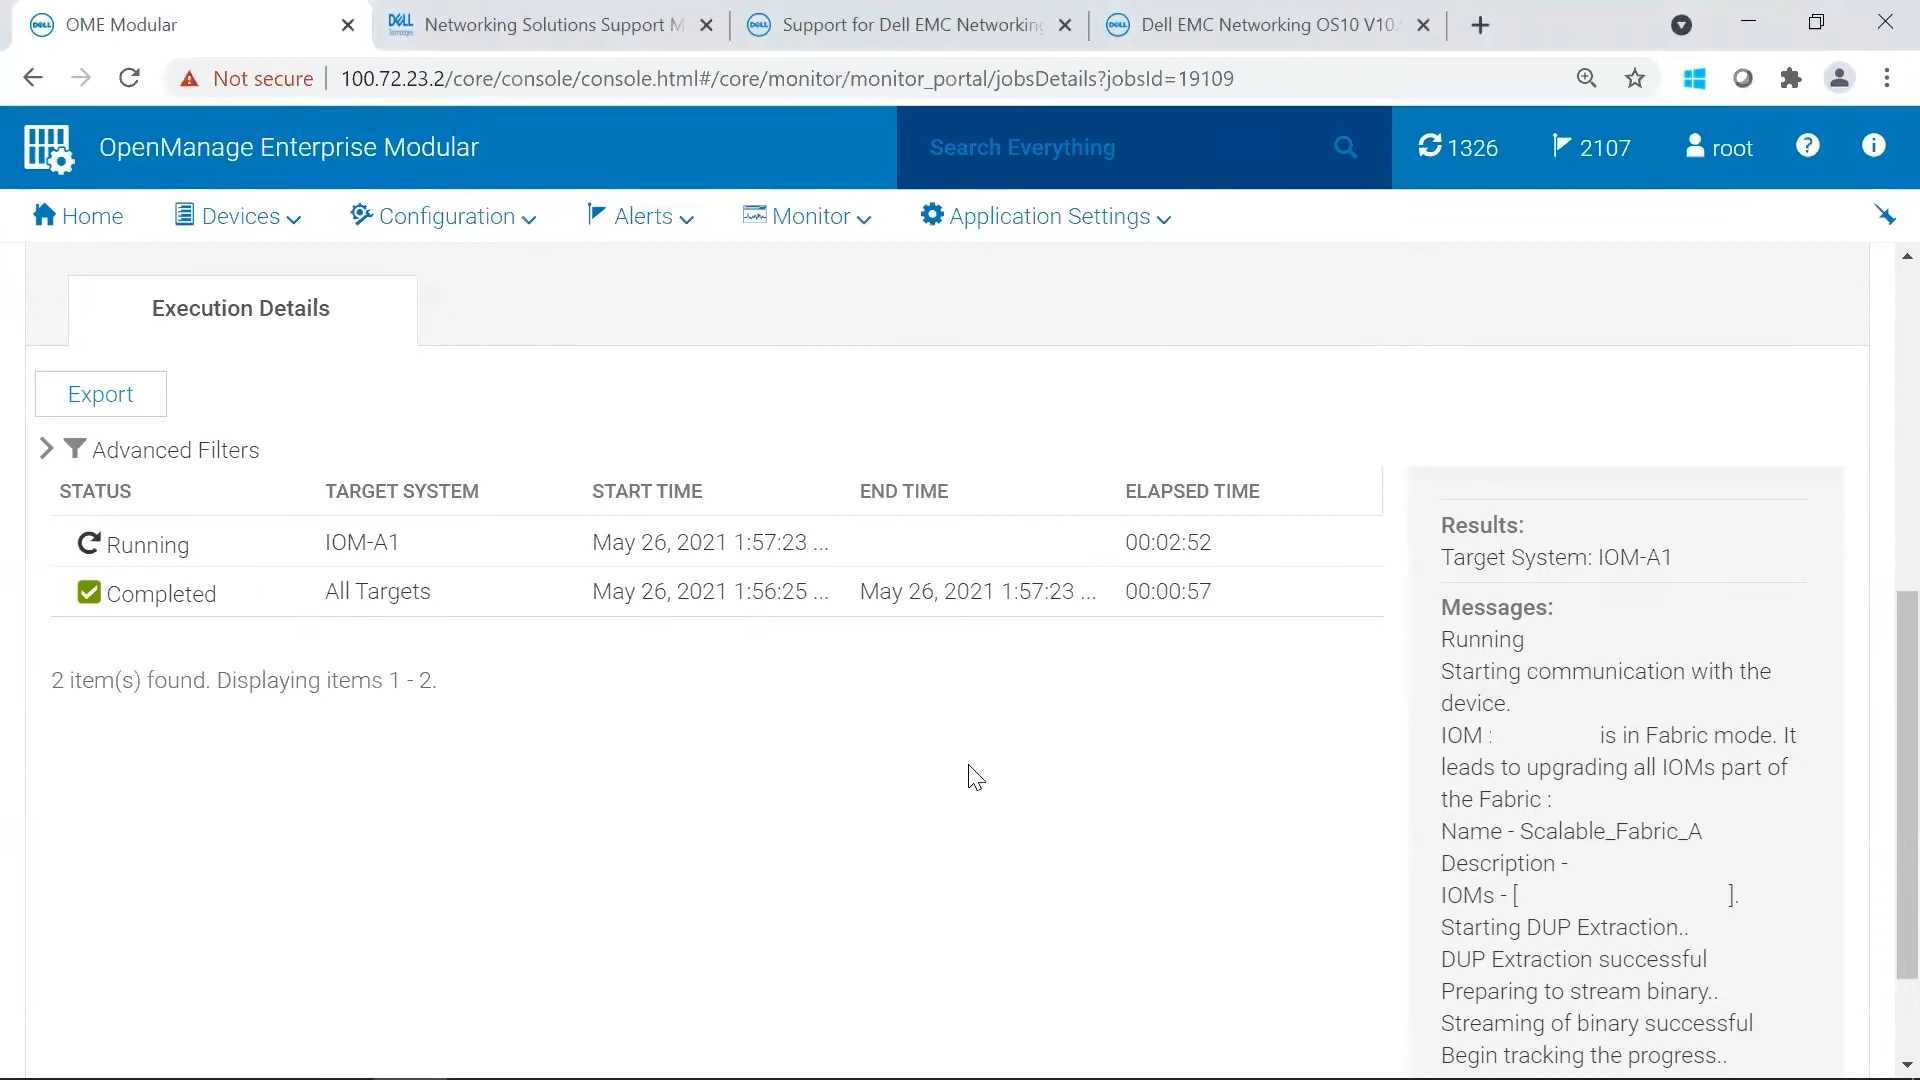 OME Modular
Networking Solutions Support M
Support for Dell EMC Networking
Dell EMC Networking OS10 V10.
Not secure
100.72.23.2/core/console/console.html#/core/monitor/monitor_portal/jobsDetails?jobsId=19109
OpenManage Enterprise Modular
Search Everything
1326
2107
root
Home
Devices
Configuration
Alerts
Monitor
Application Settings
Execution Details
Export
Advanced Filters
STATUS TARGET SYSTEM START TIME END TIME ELAPSED TIME
Running IOM-A1 May 26, 2021 1:57:23 ... 00:02:52
Completed All Targets May 26, 2021 1:56:25 ... May 26, 2021 1:57:23 ... 00:00:57
2 item(s) found. Displaying items 1 - 2.
Results:
Target System: IOM-A1
Messages:
Running
Starting communication with the
device.
IOM : is in Fabric mode. It
leads to upgrading all IOMs part of
the Fabric :
Name - Scalable_Fabric_A
Description -
IOMs - [ ].
Starting DUP Extraction..
DUP Extraction successful
Preparing to stream binary..
Streaming of binary successful
Begin tracking the progress..